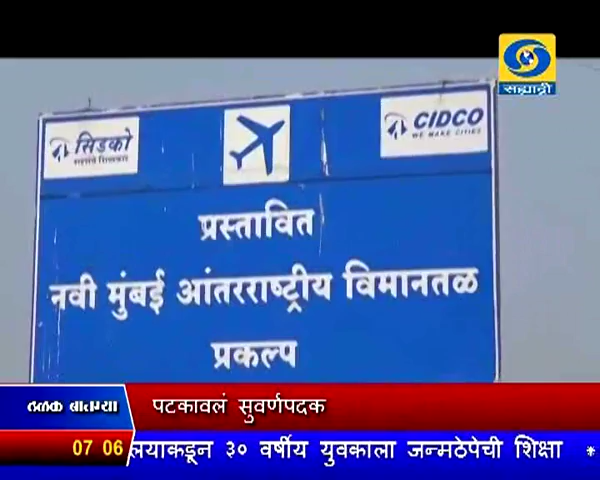 सह्याद्री
सिडको
CIDCO
WE MAKE CITIES
प्रस्तावित
नवी मुंबई आंतरराष्ट्रीय विमानतळ
प्रकल्प
ठळक बातम्या
पटकावलं सुवर्णपदक
07 06
लयाकडून ३० वर्षीय युवकाला जन्मठेपेची शिक्षा *